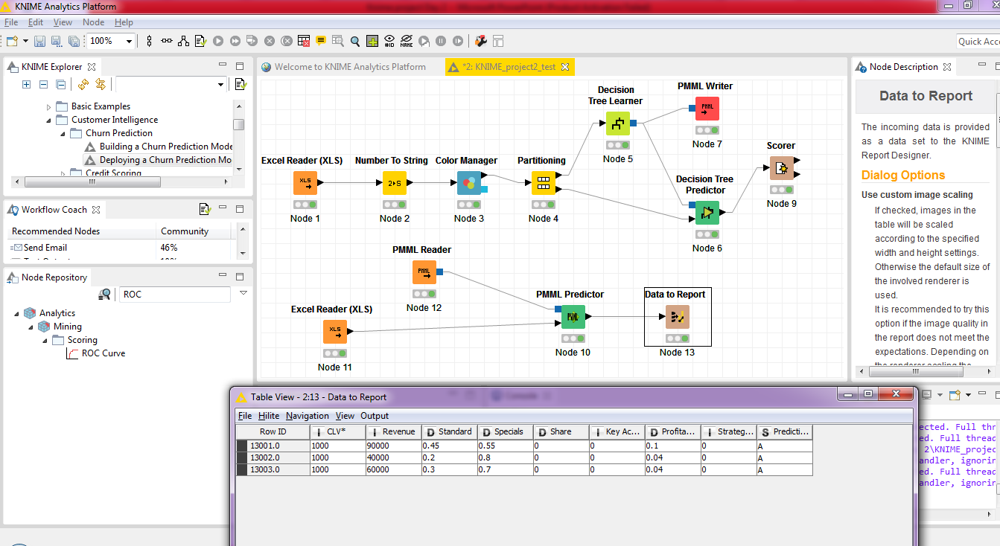 KNIME Analytics Platform
File Edit View Node Help
100%
Quick Acce
KNIME Explorer
Basic Examples
Customer Intelligence
Churn Prediction
Building a Churn Prediction Mode
Deploying a Churn Prediction Mo
Credit Scoring
Workflow Coach
Recommended Nodes Community
Send Email 46%
Node Repository
ROC
Analytics
Mining
Scoring
ROC Curve
Welcome to KNIME Analytics Platform
*2: KNIME_project2_test
Excel Reader (XLS)
XLS
Node 1
Number To String
2▸S
Node 2
Color Manager
Node 3
Partitioning
Node 4
Decision
Tree Learner
Node 5
PMML Writer
PMML
Node 7
Decision Tree
Predictor
Node 6
Scorer
Node 9
PMML Reader
PMML
Node 12
Excel Reader (XLS)
XLS
Node 11
PMML Predictor
Node 10
Data to Report
Node 13
Node Description
Data to Report
The incoming data is provided
as a data set to the KNIME
Report Designer.
Dialog Options
Use custom image scaling
If checked, images in the
table will be scaled
according to the specified
width and height settings.
Otherwise the default size of
the involved renderer is
used.
It is recommended to try this
option if the image quality in
the report does not meet the
expectations. Depending on
the renderer scaling the
Console
Table View - 2:13 - Data to Report
File Hilite Navigation View Output
Row ID I CLV* I Revenue D Standard D Specials D Share I Key Ac... D Profita... I Strateg... S Predicti...
13001.0 1000 90000 0.45 0.55 0 0 0.1 0 A
13002.0 1000 40000 0.2 0.8 0 0 0.04 0 A
13003.0 1000 60000 0.3 0.7 0 0 0.04 0 A
ected. Full thread
ed. Full thread
2\KNIME_projec
andler, ignorin
ed. Full thread
andler, ignorin